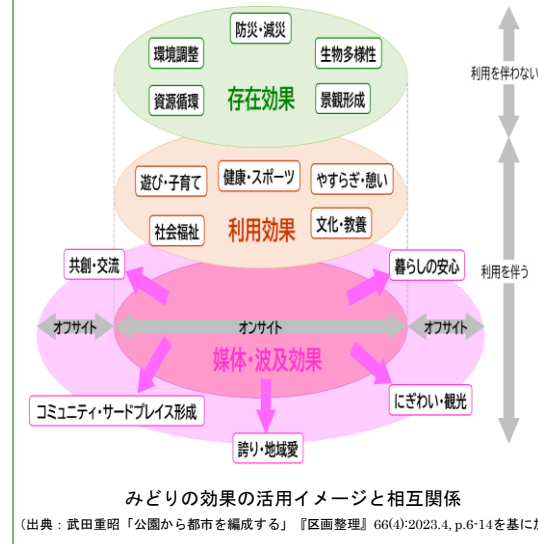 防災・減災
環境調整
生物多様性
利用を伴わない
資源循環
存在効果
景観形成
遊び・子育て
健康・スポーツ
やすらぎ・憩い
社会福祉
利用効果
文化・教養
共創・交流
暮らしの安心
利用を伴う
オフサイト
オンサイト
オフサイト
媒体・波及効果
コミュニティ・サードプレイス形成
にぎわい・観光
誇り・地域愛
みどりの効果の活用イメージと相互関係
(出典：武田重昭「公園から都市を編成する」『区画整理』66(4):2023.4, p.6-14を基に